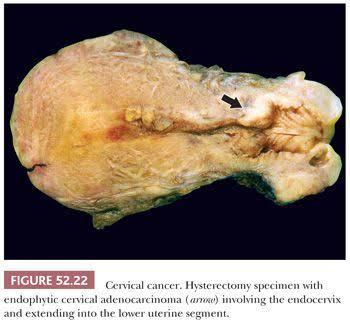 FIGURE 52.22 Cervical cancer. Hysterectomy specimen with
endophytic cervical adenocarcinoma (arrow) involving the endocervix
and extending into the lower uterine segment.